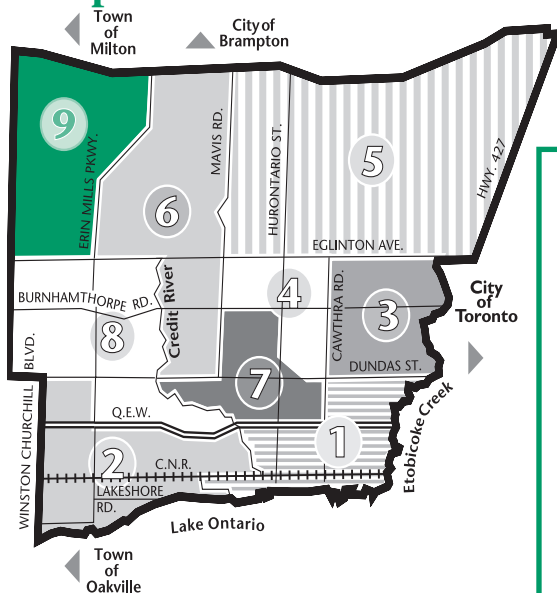 Town
of
Milton
City of
Brampton
9
ERIN MILLS PKWY.
MAVIS RD.
HURONTARIO ST.
5
HWY. 427
6
EGLINTON AVE.
BURNHAMTHORPE RD.
Credit River
4
CAWTHRA RD.
3
City
of
Toronto
8
WINSTON CHURCHILL BLVD.
7
DUNDAS ST.
Q.E.W.
1
Etobicoke Creek
2
C.N.R.
LAKESHORE
RD.
Lake Ontario
Town
of
Oakville